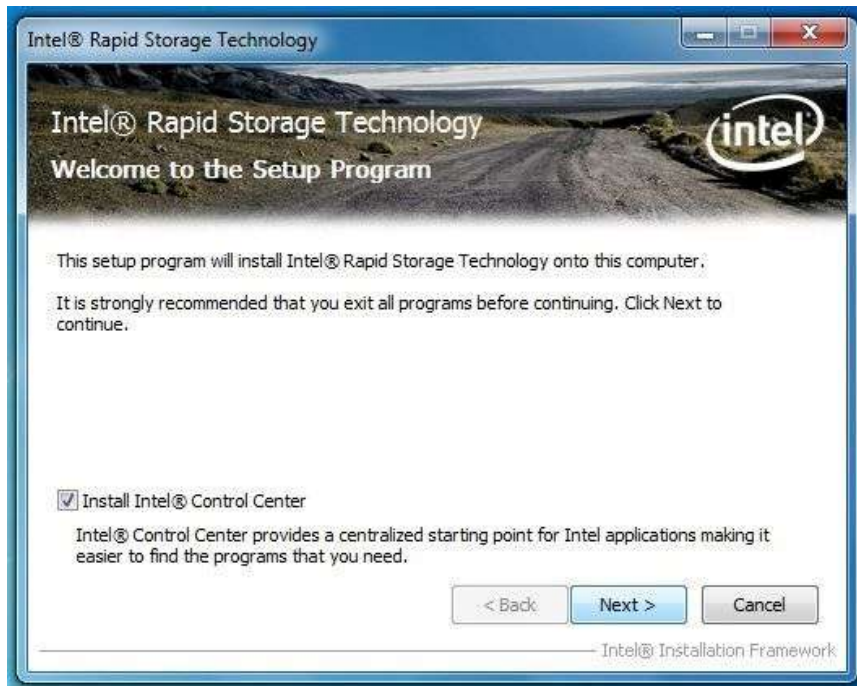 Intel® Rapid Storage Technology
Intel® Rapid Storage Technology
Welcome to the Setup Program
intel
This setup program will install Intel® Rapid Storage Technology onto this computer.
It is strongly recommended that you exit all programs before continuing. Click Next to
continue.
Install Intel® Control Center
Intel® Control Center provides a centralized starting point for Intel applications making it
easier to find the programs that you need.
< Back Next > Cancel
Intel® Installation Framework